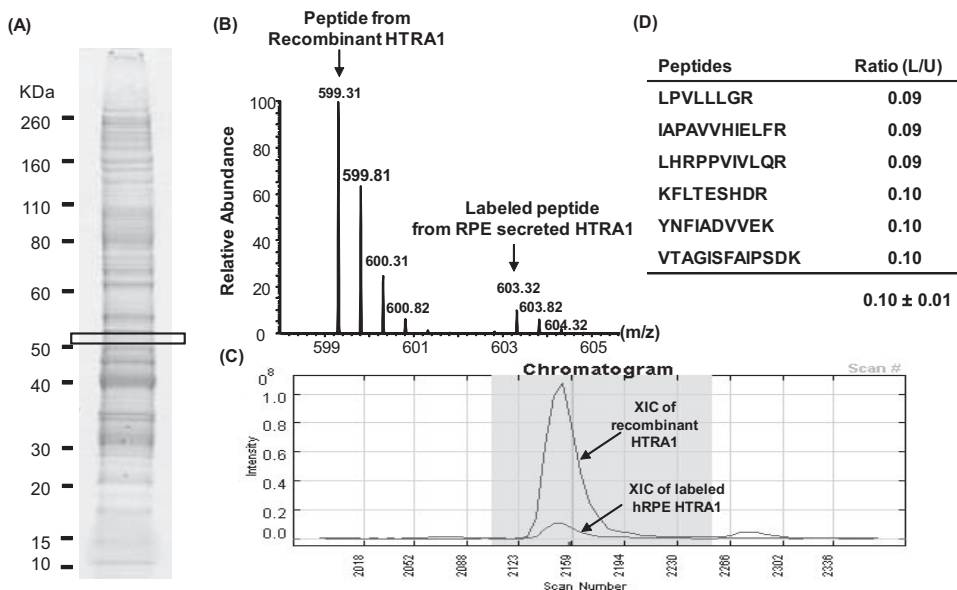 (A)
KDa
260
160
110
80
60
50
40
30
20
15
10
(B)
Peptide from
Recombinant HTRA1
599.31
599.81
600.31
600.82
Labeled peptide
from RPE secreted HTRA1
603.32
603.82
604.32
Relative Abundance
100
80
60
40
20
0
599
601
603
605
(m/z)
(C)
Chromatogram
Scan #
0⁸
1.0
0.8
0.6
0.4
0.2
0.0
Intensity
XIC of
recombinant
HTRA1
XIC of labeled
hRPE HTRA1
2018
2052
2088
2123
2159
2194
2230
2266
2302
2336
Scan Number
(D)
Peptides Ratio (L/U)
LPVLLLGR 0.09
IAPAVVHIELFR 0.09
LHRPPVIVLQR 0.09
KFLTESHDR 0.10
YNFIADVVEK 0.10
VTAGISFAIPSDK 0.10
0.10 ± 0.01